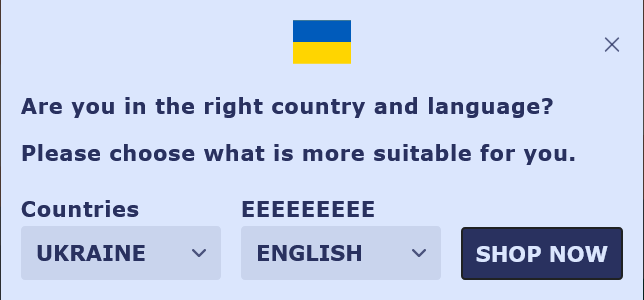 Are you in the right country and language?
Please choose what is more suitable for you.
Countries
EEEEEEEEE
UKRAINE
ENGLISH
SHOP NOW